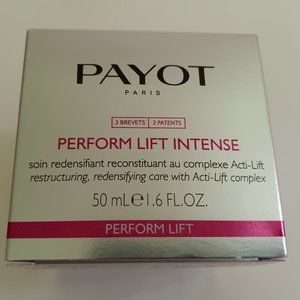 PAYOT
PARIS
3 BREVETS | 3 PATENTS
PERFORM LIFT INTENSE
soin redensifiant reconstituant au complexe Acti-Lift
restructuring, redensifying care with Acti-Lift complex
50 mL ℮ 1.6 FL.OZ.
PERFORM LIFT